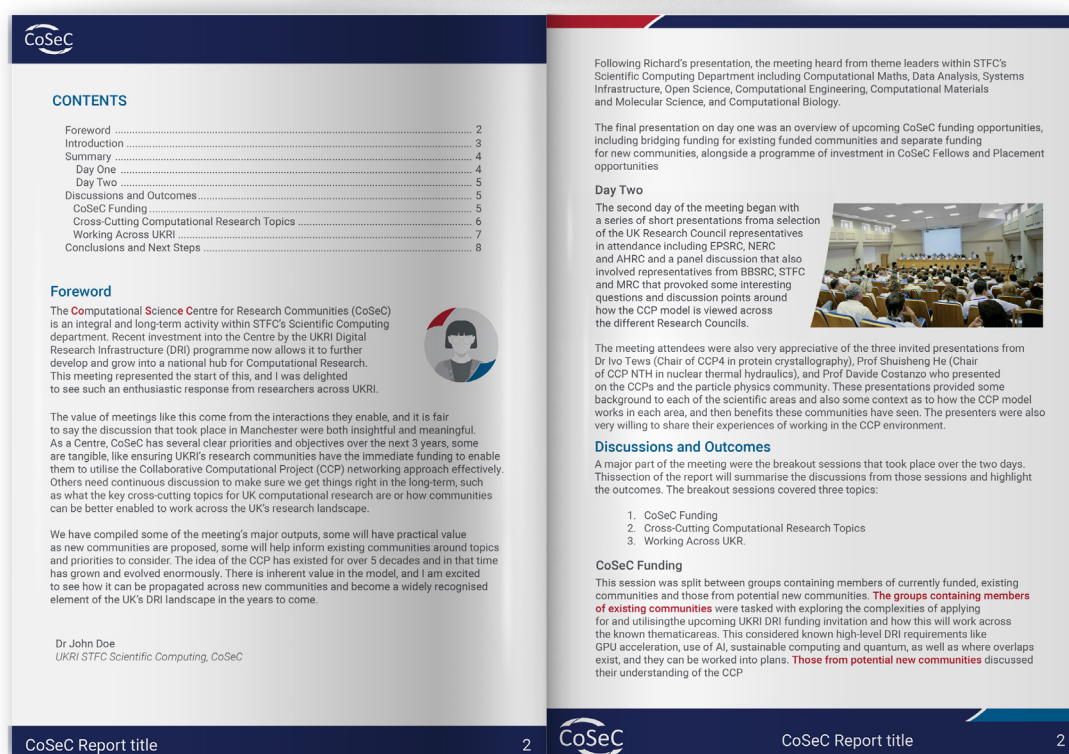 CoSeC
CONTENTS
Foreword ........ 2
Introduction ........ 3
Summary ........ 4
Day One ........ 4
Day Two ........ 5
Discussions and Outcomes ........ 5
CoSeC Funding ........ 5
Cross-Cutting Computational Research Topics ........ 6
Working Across UKRI ........ 7
Conclusions and Next Steps ........ 8
Foreword
The Computational Science Centre for Research Communities (CoSeC)
is an integral and long-term activity within STFC's Scientific Computing
department. Recent investment into the Centre by the UKRI Digital
Research Infrastructure (DRI) programme now allows it to further
develop and grow into a national hub for Computational Research.
This meeting represented the start of this, and I was delighted
to see such an enthusiastic response from researchers across UKRI.
The value of meetings like this come from the interactions they enable, and it is fair
to say the discussion that took place in Manchester were both insightful and meaningful.
As a Centre, CoSeC has several clear priorities and objectives over the next 3 years, some
are tangible, like ensuring UKRI's research communities have the immediate funding to enable
them to utilise the Collaborative Computational Project (CCP) networking approach effectively.
Others need continuous discussion to make sure we get things right in the long-term, such
as what the key cross-cutting topics for UK computational research are or how communities
can be better enabled to work across the UK's research landscape.
We have compiled some of the meeting's major outputs, some will have practical value
as new communities are proposed, some will help inform existing communities around topics
and priorities to consider. The idea of the CCP has existed for over 5 decades and in that time
has grown and evolved enormously. There is inherent value in the model, and I am excited
to see how it can be propagated across new communities and become a widely recognised
element of the UK's DRI landscape in the years to come.
Dr John Doe
UKRI STFC Scientific Computing, CoSeC
CoSeC Report title 2
Following Richard's presentation, the meeting heard from theme leaders within STFC's
Scientific Computing Department including Computational Maths, Data Analysis, Systems
Infrastructure, Open Science, Computational Engineering, Computational Materials
and Molecular Science, and Computational Biology.
The final presentation on day one was an overview of upcoming CoSeC funding opportunities,
including bridging funding for existing funded communities and separate funding
for new communities, alongside a programme of investment in CoSeC Fellows and Placement
opportunities
Day Two
The second day of the meeting began with
a series of short presentations froma selection
of the UK Research Council representatives
in attendance including EPSRC, NERC
and AHRC and a panel discussion that also
involved representatives from BBSRC, STFC
and MRC that provoked some interesting
questions and discussion points around
how the CCP model is viewed across
the different Research Councils.
The meeting attendees were also very appreciative of the three invited presentations from
Dr Ivo Tews (Chair of CCP4 in protein crystallography), Prof Shuisheng He (Chair
of CCP NTH in nuclear thermal hydraulics), and Prof Davide Costanzo who presented
on the CCPs and the particle physics community. These presentations provided some
background to each of the scientific areas and also some context as to how the CCP model
works in each area, and then benefits these communities have seen. The presenters were also
very willing to share their experiences of working in the CCP environment.
Discussions and Outcomes
A major part of the meeting were the breakout sessions that took place over the two days.
Thissection of the report will summarise the discussions from those sessions and highlight
the outcomes. The breakout sessions covered three topics:
1. CoSeC Funding
2. Cross-Cutting Computational Research Topics
3. Working Across UKR.
CoSeC Funding
This session was split between groups containing members of currently funded, existing
communities and those from potential new communities. The groups containing members
of existing communities were tasked with exploring the complexities of applying
for and utilisingthe upcoming UKRI DRI funding invitation and how this will work across
the known thematicareas. This considered known high-level DRI requirements like
GPU acceleration, use of AI, sustainable computing and quantum, as well as where overlaps
exist, and they can be worked into plans. Those from potential new communities discussed
their understanding of the CCP
CoSeC
CoSeC Report title 2